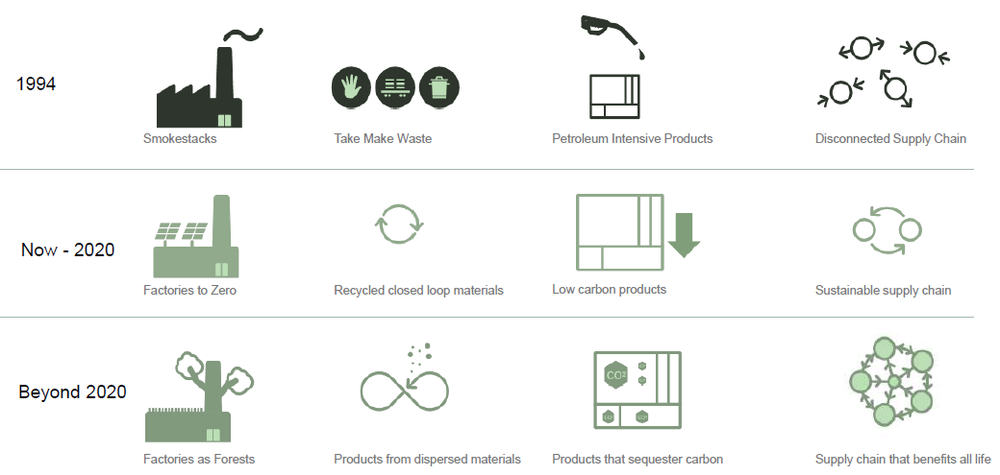 1994
Smokestacks
Take Make Waste
Petroleum Intensive Products
Disconnected Supply Chain
Now - 2020
Factories to Zero
Recycled closed loop materials
Low carbon products
Sustainable supply chain
Beyond 2020
CO²
Factories as Forests
Products from dispersed materials
Products that sequester carbon
Supply chain that benefits all life